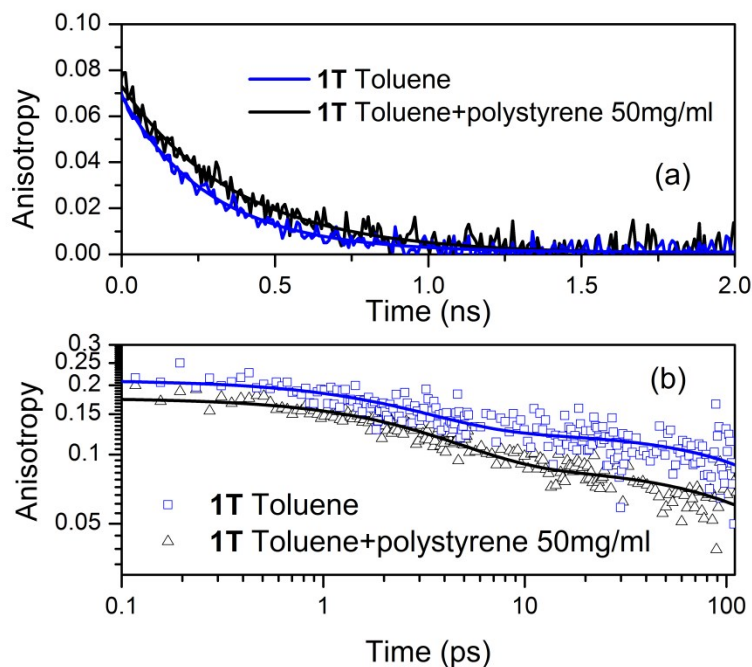 0.10
0.08
0.06
0.04
0.02
0.00
Anisotropy
1T Toluene
1T Toluene+polystyrene 50mg/ml
(a)
0.0 0.5 1.0 1.5 2.0
Time (ns)
0.3
0.25
0.2
0.15
0.1
0.05
Anisotropy
(b)
1T Toluene
1T Toluene+polystyrene 50mg/ml
0.1 1 10 100
Time (ps)